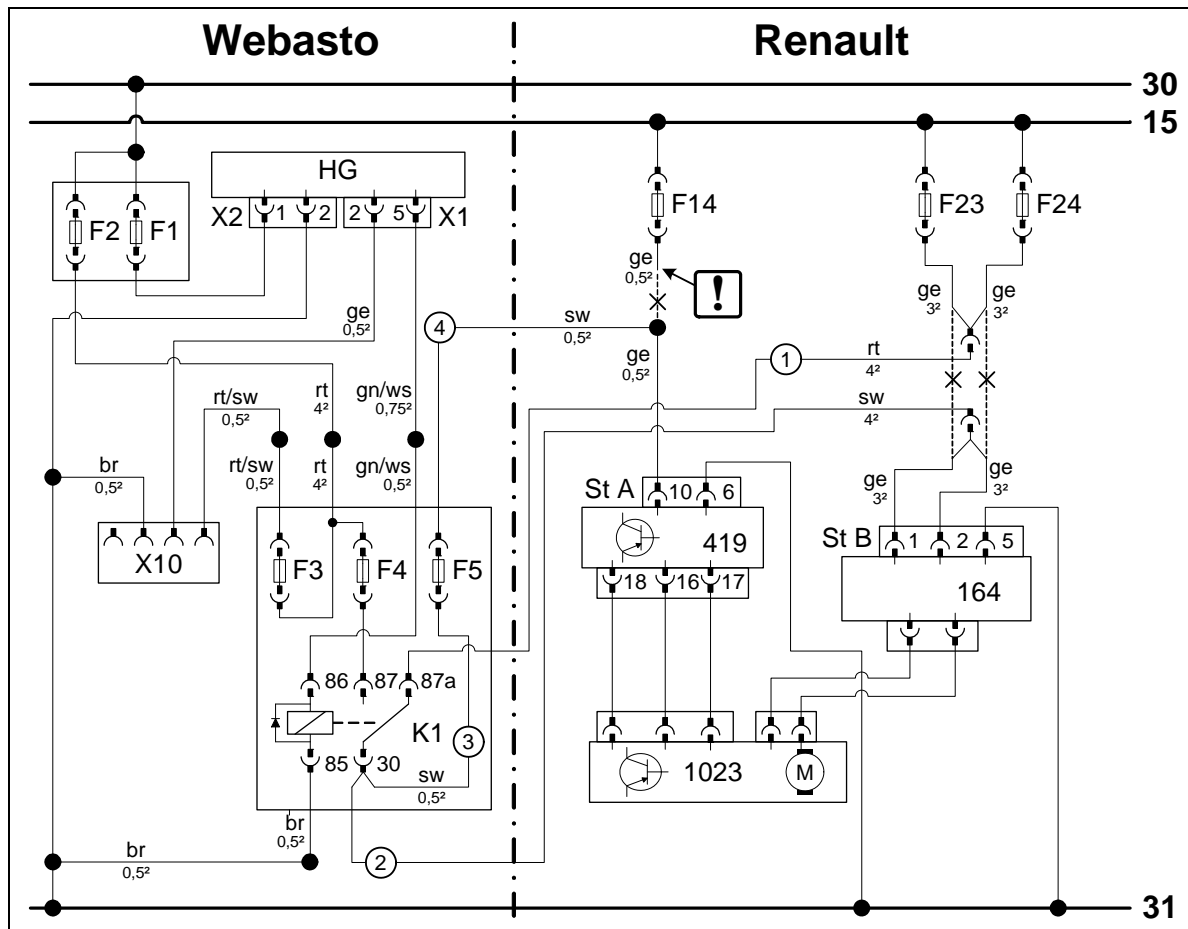 Webasto Renault
30
15
HG
F2 F1 X2 1 2 2 5 X1
F14 F23 F24
ge
0,5²
!
ge
3²
ge
3²
ge
0,5²
4
sw
0,5²
ge
0,5²
1
rt
4²
sw
4²
rt/sw
0,5²
rt
4²
gn/ws
0,75²
br
0,5²
rt/sw
0,5²
rt
4²
gn/ws
0,5²
ge
3²
ge
3²
St A 10 6
419
18 16 17
St B 1 2 5
164
X10
F3 F4 F5
86 87 87a
K1 3
85 30
sw
0,5²
1023 M
br
0,5²
br
0,5²
2
31